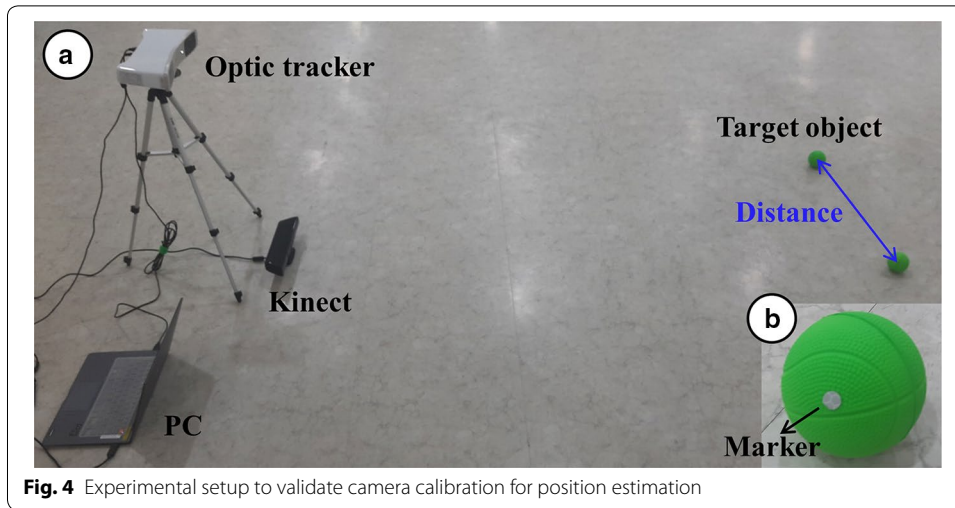 a
Optic tracker
Target object
Distance
Kinect
b
PC
Marker
Fig. 4 Experimental setup to validate camera calibration for position estimation